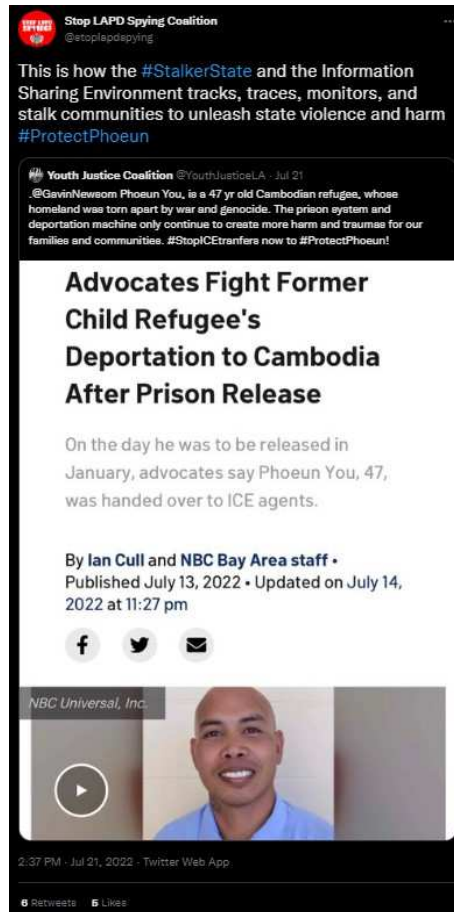 Stop LAPD Spying Coalition
@stoplapdspying
This is how the #StalkerState and the Information
Sharing Environment tracks, traces, monitors, and
stalk communities to unleash state violence and harm
#ProtectPhoeun
Youth Justice Coalition @YouthJusticeLA · Jul 21
.@GavinNewsom Phoeun You, is a 47 yr old Cambodian refugee, whose
homeland was torn apart by war and genocide. The prison system and
deportation machine only continue to create more harm and traumas for our
families and communities. #StopICEtranfers now to #ProtectPhoeun!
Advocates Fight Former
Child Refugee's
Deportation to Cambodia
After Prison Release
On the day he was to be released in
January, advocates say Phoeun You, 47,
was handed over to ICE agents.
By Ian Cull and NBC Bay Area staff •
Published July 13, 2022 • Updated on July 14,
2022 at 11:27 pm
NBC Universal, Inc.
2:37 PM · Jul 21, 2022 · Twitter Web App
6 Retweets 5 Likes